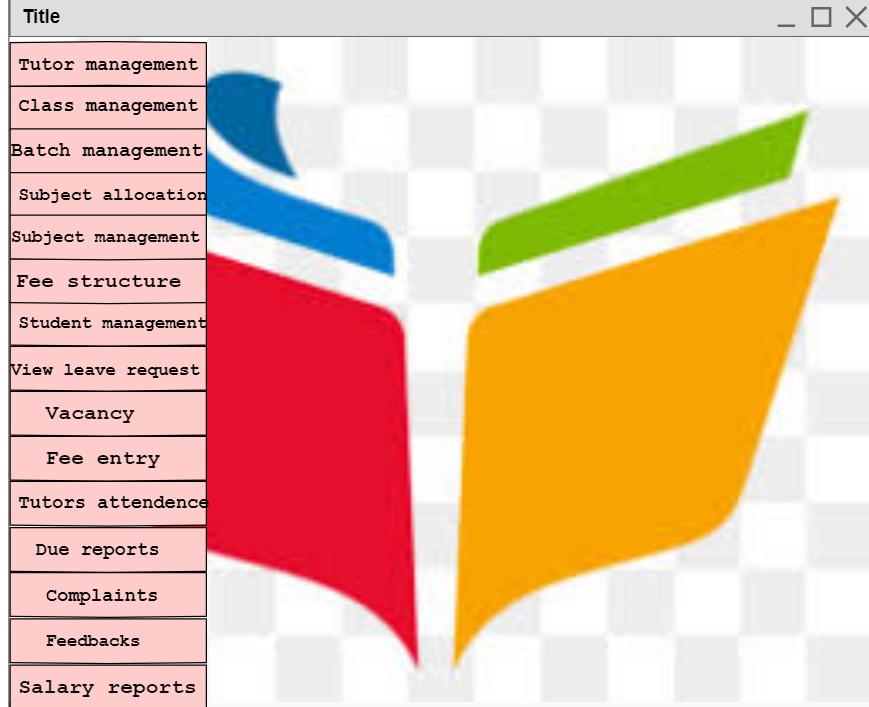 Title
Tutor management
Class management
Batch management
Subject allocation
Subject management
Fee structure
Student management
View leave request
Vacancy
Fee entry
Tutors attendence
Due reports
Complaints
Feedbacks
Salary reports